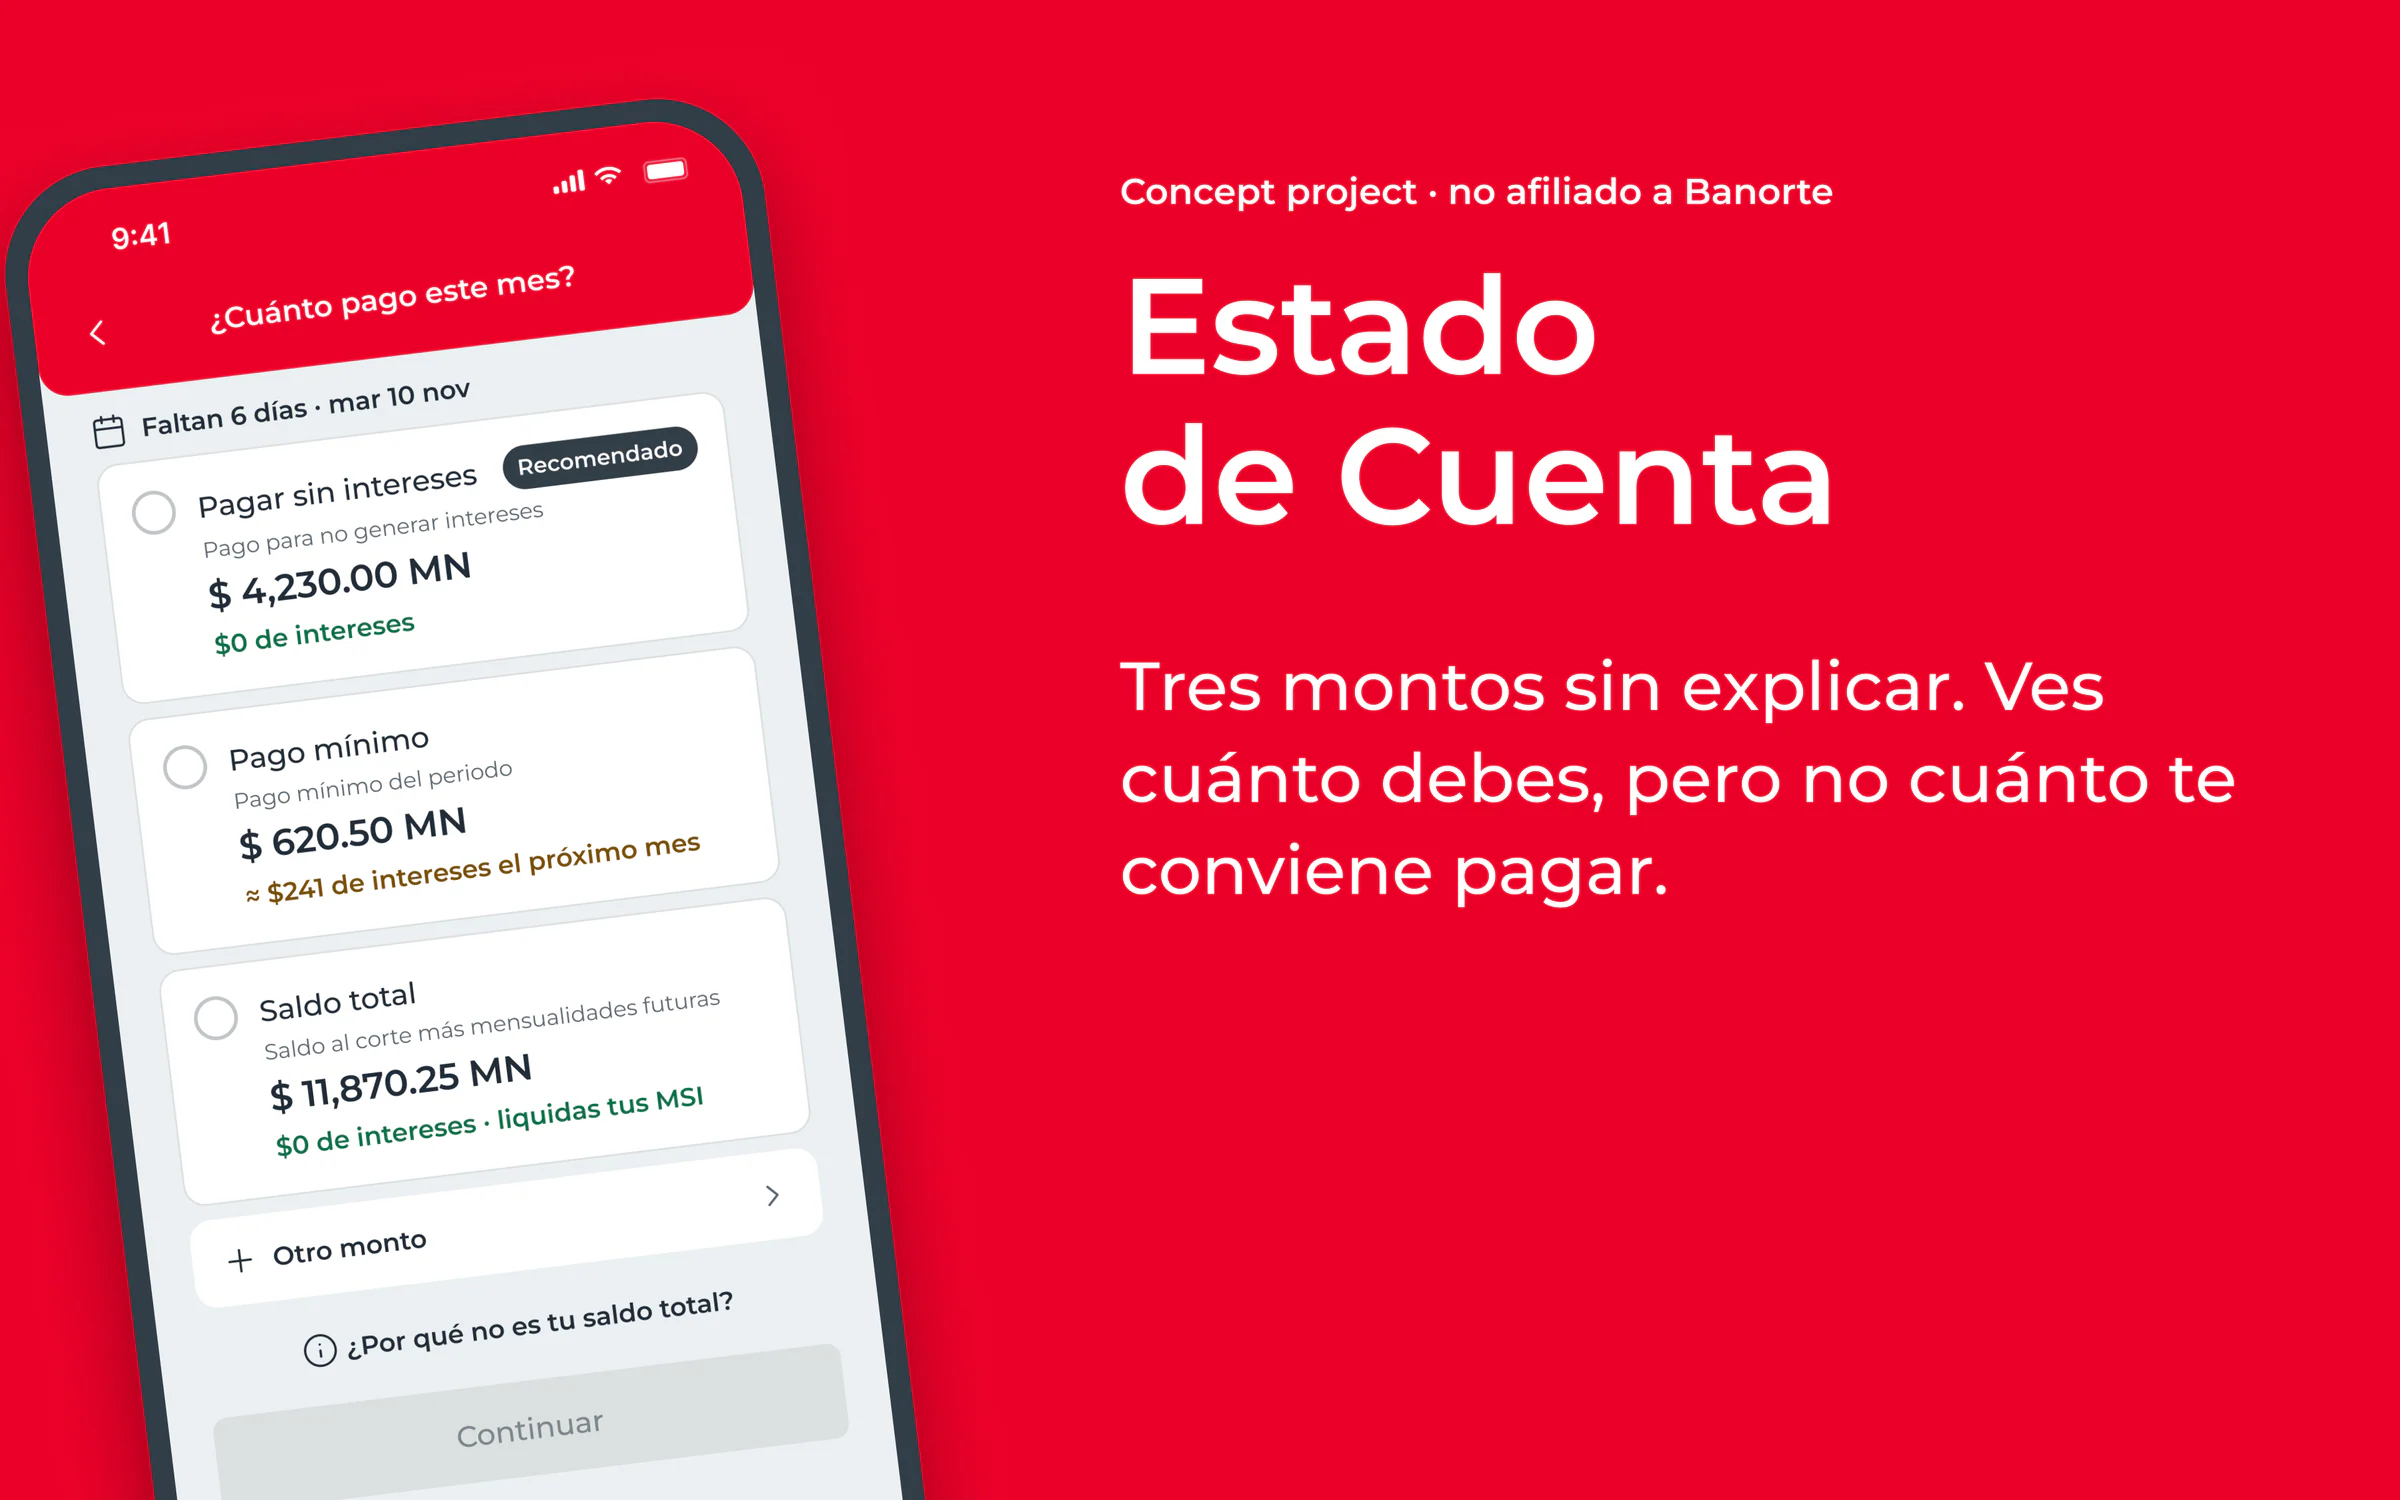 9:41
¿Cuánto pago este mes?
Faltan 6 días · mar 10 nov
Pagar sin intereses
Recomendado
Pago para no generar intereses
$ 4,230.00 MN
$0 de intereses
Pago mínimo
Pago mínimo del periodo
$ 620.50 MN
≈ $241 de intereses el próximo mes
Saldo total
Saldo al corte más mensualidades futuras
$ 11,870.25 MN
$0 de intereses · liquidas tus MSI
Otro monto
¿Por qué no es tu saldo total?
Continuar
Concept project · no afiliado a Banorte
Estado
de Cuenta
Tres montos sin explicar. Ves
cuánto debes, pero no cuánto te
conviene pagar.